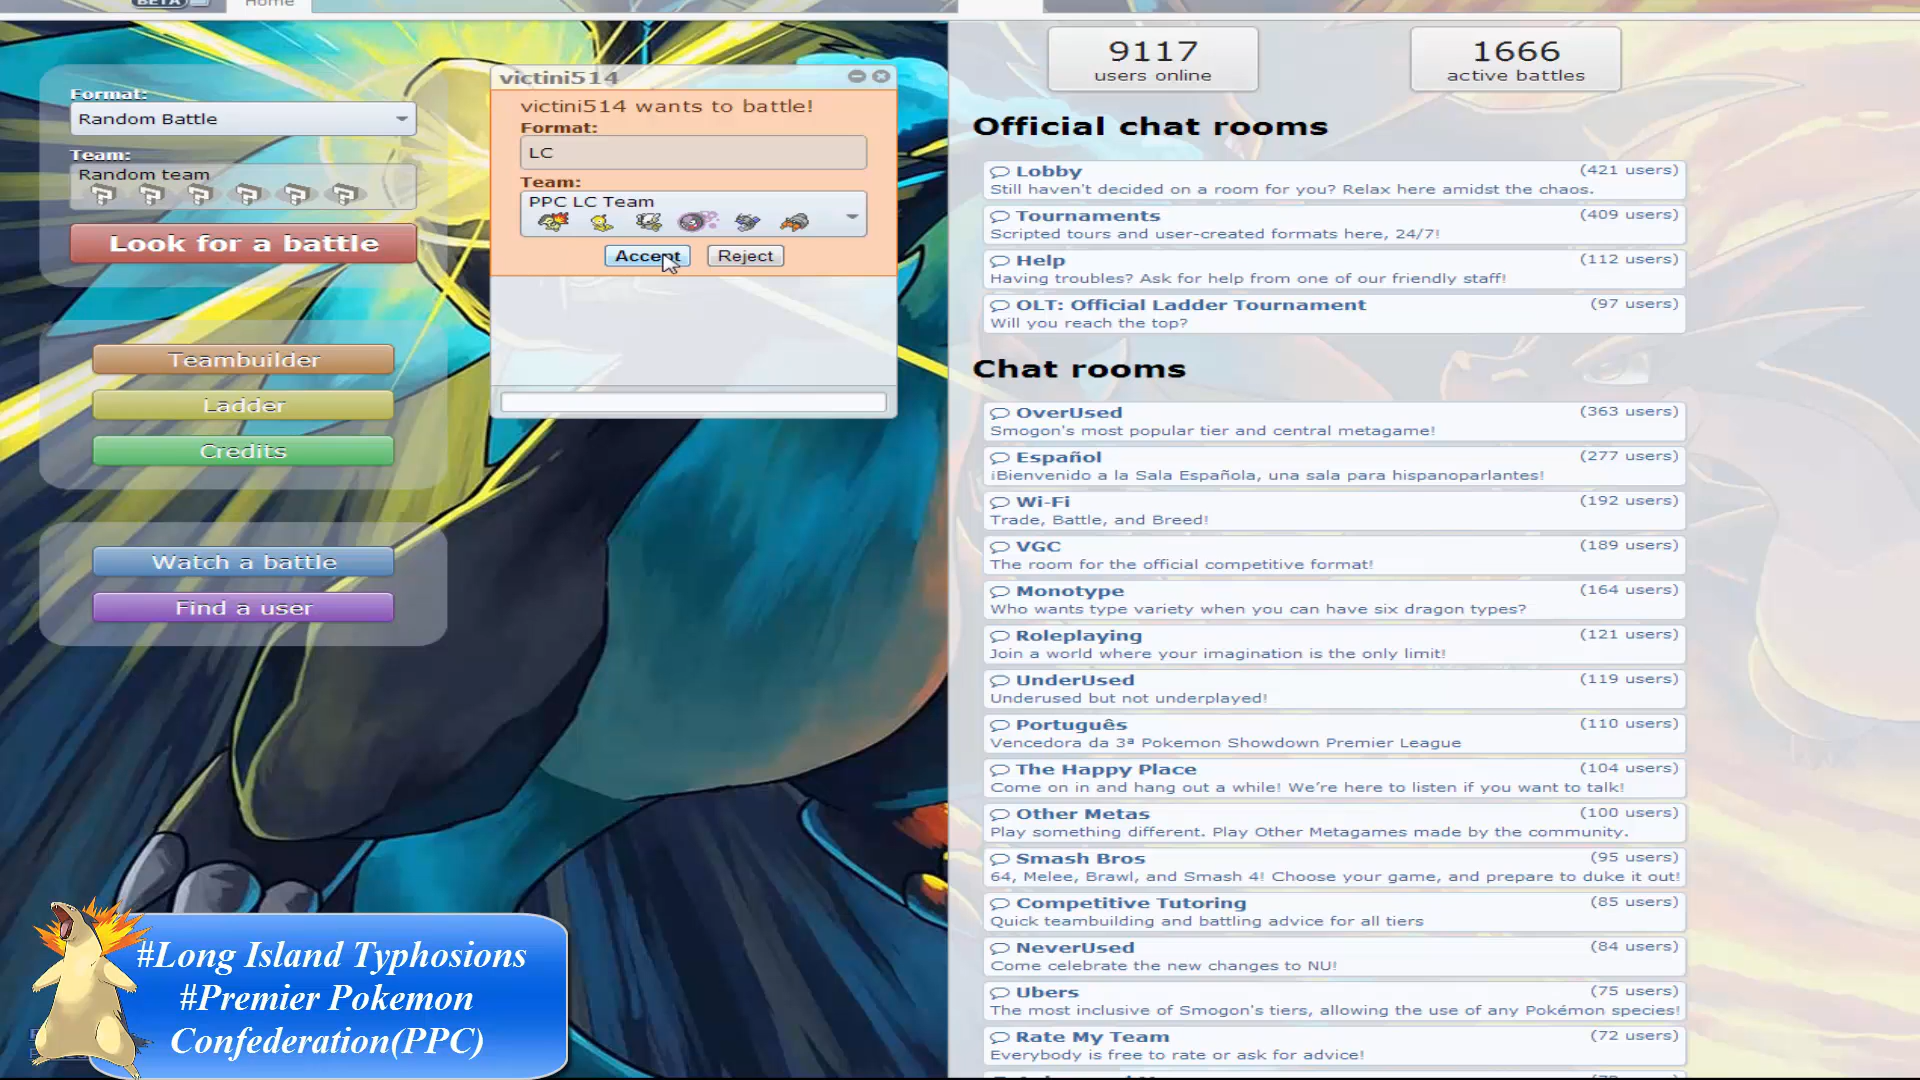 BETA
Home
Format:
Random Battle
Team:
Random team
Look for a battle
Teambuilder
Ladder
Credits
Watch a battle
Find a user
victini514
victini514 wants to battle!
Format:
LC
Team:
PPC LC Team
Accept
Reject
9117
users online
1666
active battles
Official chat rooms
Lobby (421 users)
Still haven't decided on a room for you? Relax here amidst the chaos.
Tournaments (409 users)
Scripted tours and user-created formats here, 24/7!
Help (112 users)
Having troubles? Ask for help from one of our friendly staff!
OLT: Official Ladder Tournament (97 users)
Will you reach the top?
Chat rooms
OverUsed (363 users)
Smogon's most popular tier and central metagame!
Español (277 users)
¡Bienvenido a la Sala Española, una sala para hispanoparlantes!
Wi-Fi (192 users)
Trade, Battle, and Breed!
VGC (189 users)
The room for the official competitive format!
Monotype (164 users)
Who wants type variety when you can have six dragon types?
Roleplaying (121 users)
Join a world where your imagination is the only limit!
UnderUsed (119 users)
Underused but not underplayed!
Português (110 users)
Vencedora da 3ª Pokemon Showdown Premier League
The Happy Place (104 users)
Come on in and hang out a while! We're here to listen if you want to talk!
Other Metas (100 users)
Play something different. Play Other Metagames made by the community.
Smash Bros (95 users)
64, Melee, Brawl, and Smash 4! Choose your game, and prepare to duke it out!
Competitive Tutoring (85 users)
Quick teambuilding and battling advice for all tiers
NeverUsed (84 users)
Come celebrate the new changes to NU!
Ubers (75 users)
The most inclusive of Smogon's tiers, allowing the use of any Pokémon species!
Rate My Team (72 users)
Everybody is free to rate or ask for advice!
#Long Island Typhosions
#Premier Pokemon
Confederation(PPC)